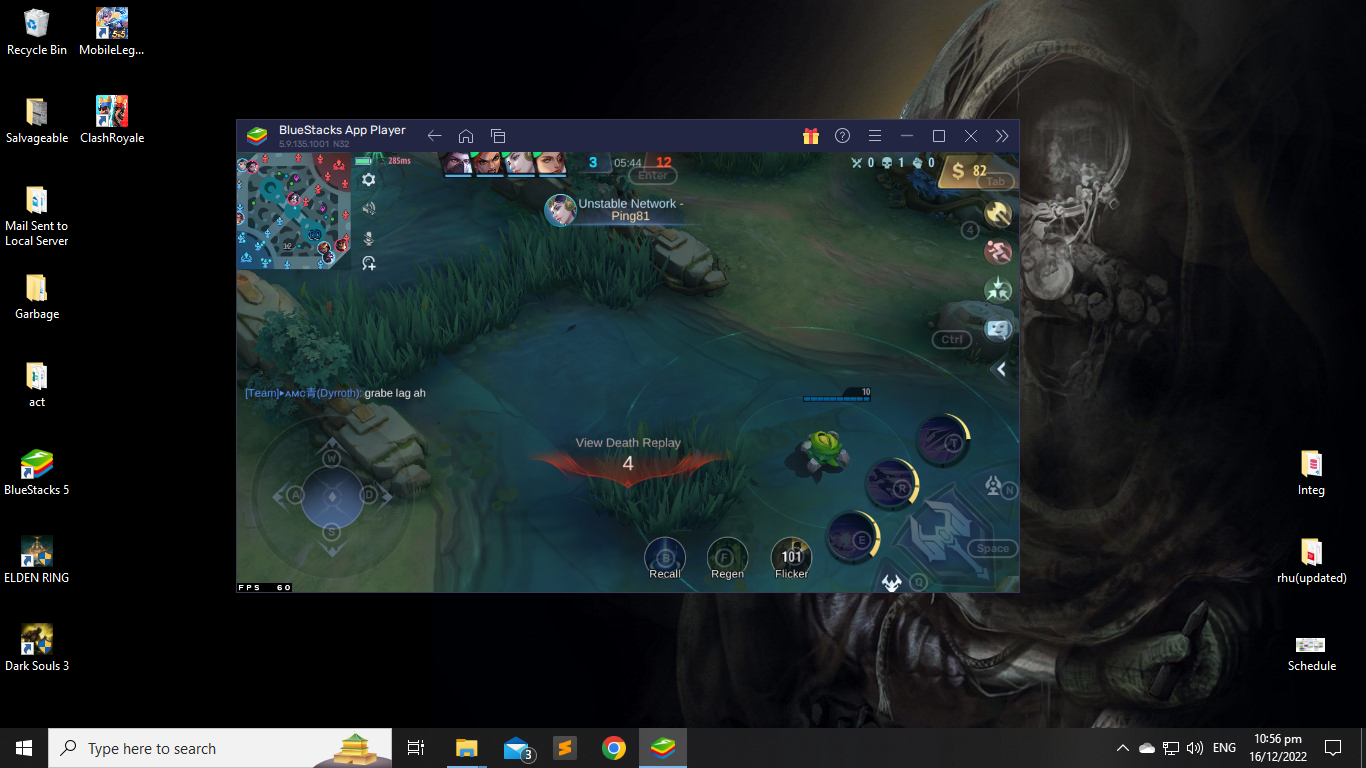 Recycle Bin
MobileLeg...
Salvageable
ClashRoyale
Mail Sent to
Local Server
Garbage
act
BlueStacks 5
ELDEN RING
Dark Souls 3
BlueStacks App Player
5.9.135.1001 N32
285ms
3
05:44
12
Enter
0
1
0
$ 82
Tab
Unstable Network -
Ping81
4
Ctrl
[Team]▸ᴀᴍᴄ青(Dyrroth): grabe lag ah
10
View Death Replay
4
W
A
D
S
T
R
E
N
Space
Q
B
Recall
F
Regen
101
Flicker
FPS 60
Integ
rhu(updated)
Schedule
Type here to search
3
ENG
10:56 pm
16/12/2022